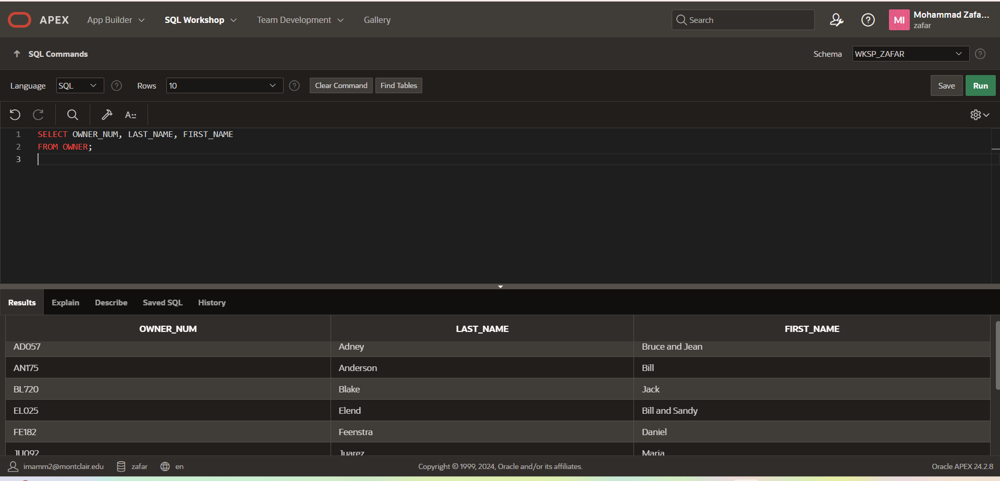 APEX App Builder SQL Workshop Team Development Gallery Search MI Mohammad Zafa...
zafar
SQL Commands Schema WKSP_ZAFAR
Language SQL Rows 10 Clear Command Find Tables Save Run
A
1 SELECT OWNER_NUM, LAST_NAME, FIRST_NAME
2 FROM OWNER;
3
Results Explain Describe Saved SQL History
OWNER_NUM LAST_NAME FIRST_NAME
AD057 Adney Bruce and Jean
AN175 Anderson Bill
BL720 Blake Jack
EL025 Elend Bill and Sandy
FE182 Feenstra Daniel
JU092 Juarez Maria
imamm2@montclair.edu zafar en Copyright © 1999, 2024, Oracle and/or its affiliates. Oracle APEX 24.2.8